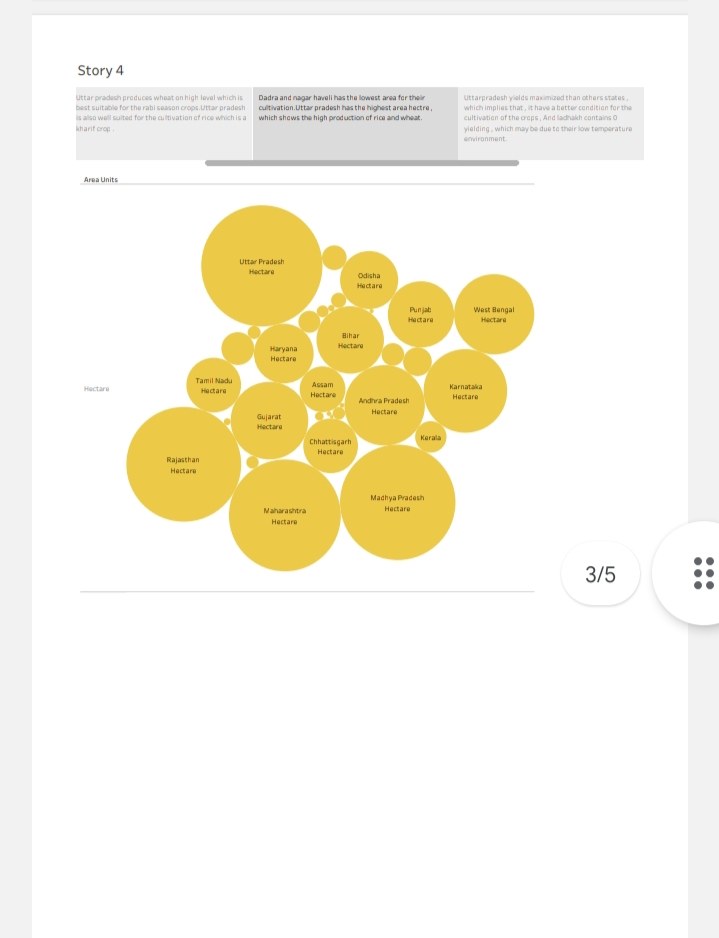 Story 4
Uttar pradesh produces wheat on high level which is
best suitable for the rabi season crops.Uttar pradesh
is also well suited for the cultivation of rice which is a
kharif crop .
Dadra and nagar haveli has the lowest area for their
cultivation.Uttar pradesh has the highest area hectre ,
which shows the high production of rice and wheat.
Uttarpradesh yields maximized than others states ,
which implies that , it have a better condition for the
cultivation of the crops , And ladhakh contains 0
yielding , which may be due to their low temperature
environment.
Area Units
Uttar Pradesh
Hectare
Odisha
Hectare
Punjab
Hectare
West Bengal
Hectare
Bihar
Hectare
Haryana
Hectare
Tamil Nadu
Hectare
Assam
Hectare
Karnataka
Hectare
Hectare
Andhra Pradesh
Hectare
Gujarat
Hectare
Chhattisgarh
Hectare
Kerala
Rajasthan
Hectare
Madhya Pradesh
Hectare
Maharashtra
Hectare
3/5